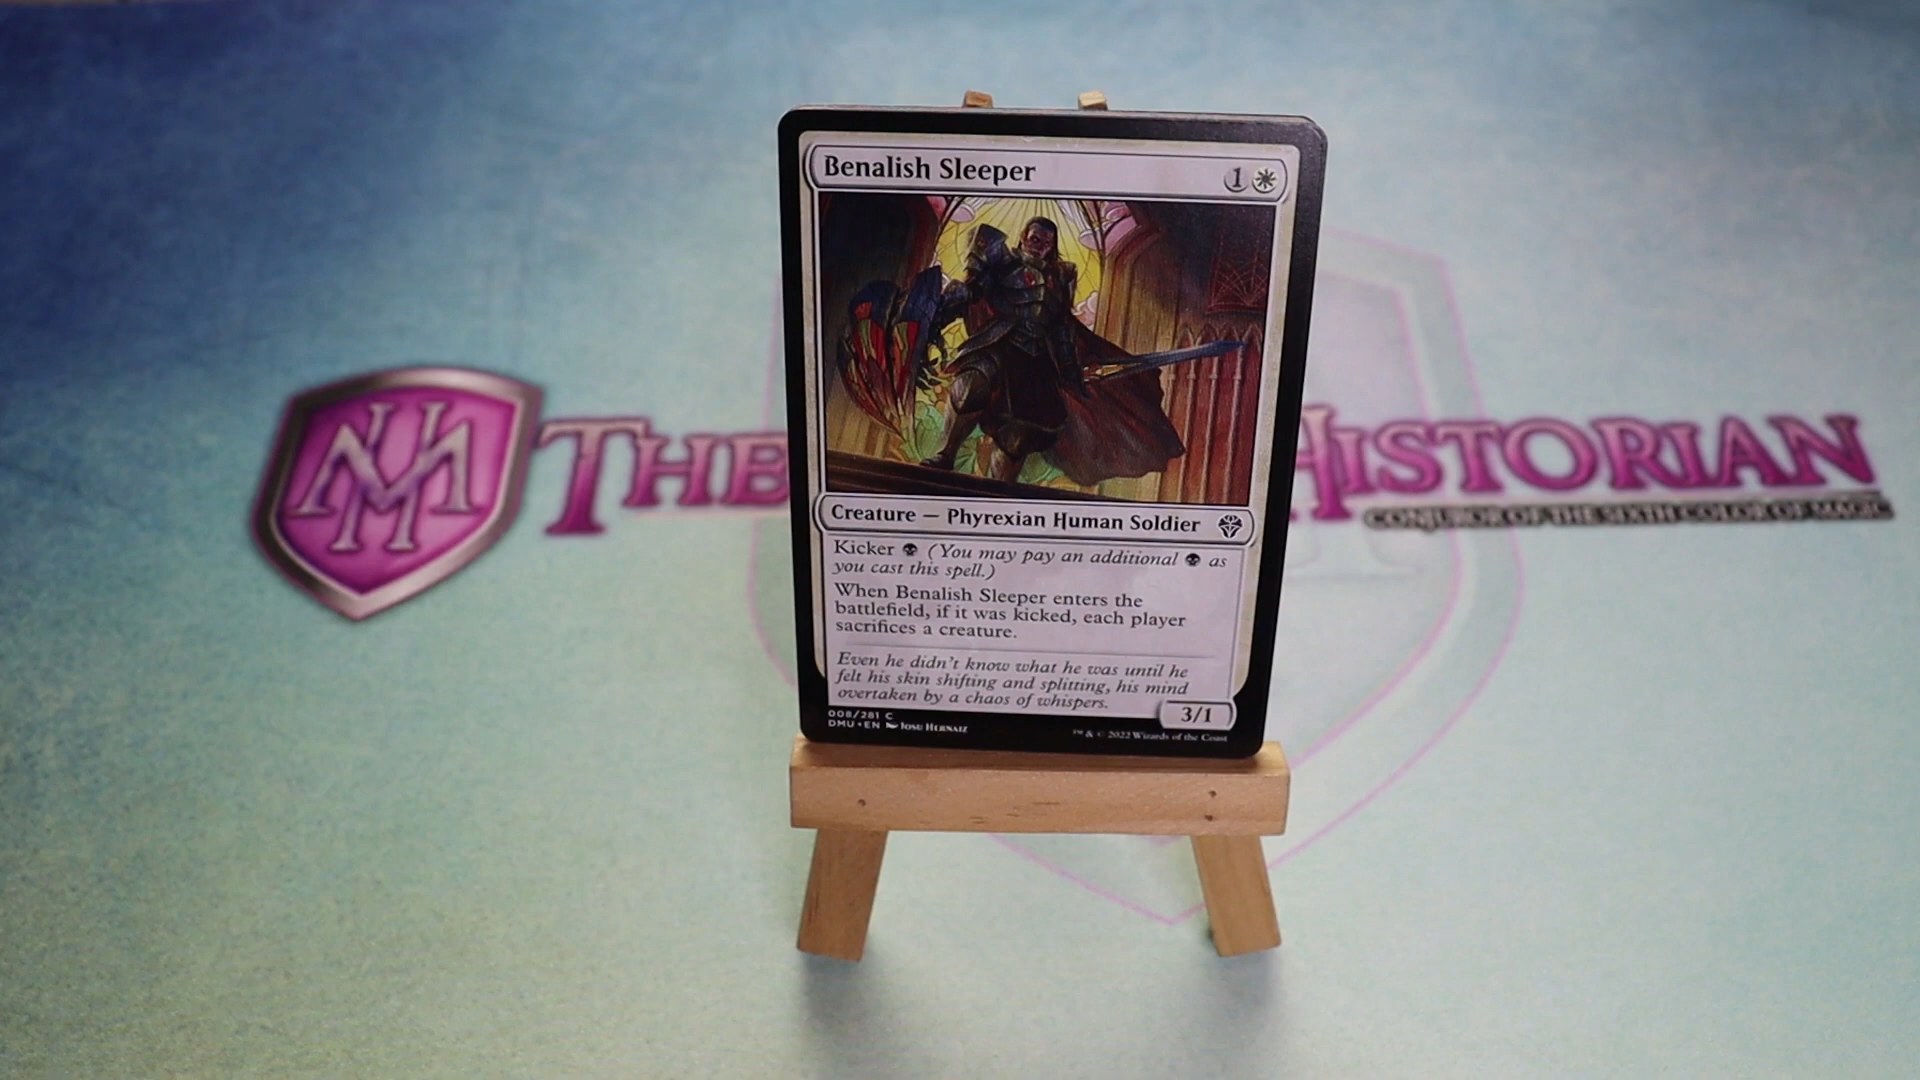 Benalish Sleeper
1
MUM
THE HISTORIAN
CONJUROR OF THE SIXTH COLOR OF MAGIC
Creature — Phyrexian Human Soldier
Kicker (You may pay an additional as
you cast this spell.)
When Benalish Sleeper enters the
battlefield, if it was kicked, each player
sacrifices a creature.
Even he didn't know what he was until he
felt his skin shifting and splitting, his mind
overtaken by a chaos of whispers.
3/1
008/281 C
DMU • EN Josu Hernaiz
™ & © 2022 Wizards of the Coast